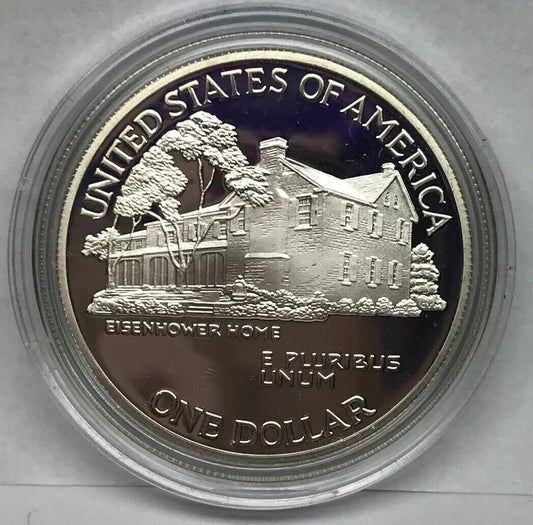 UNITED STATES OF AMERICA
EISENHOWER HOME
E PLURIBUS
UNUM
ONE DOLLAR